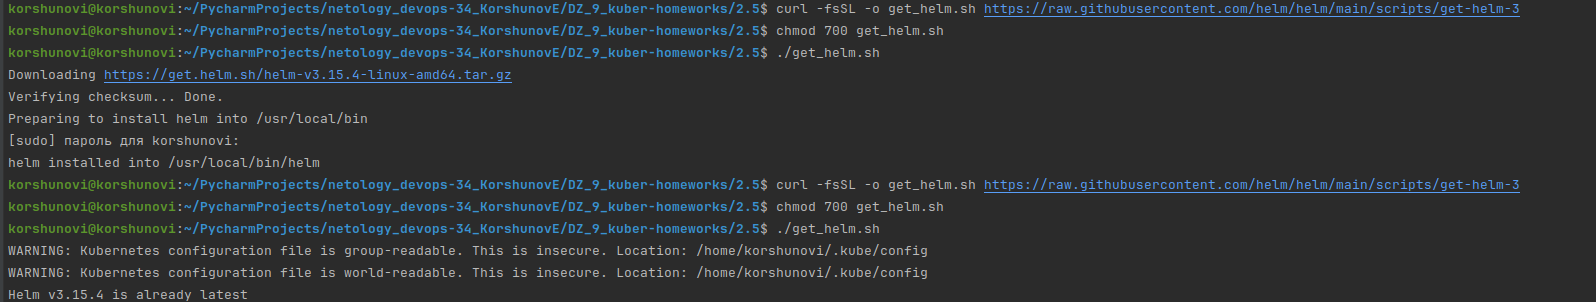 korshunovi@korshunovi:~/PycharmProjects/netology_devops-34_KorshunovE/DZ_9_kuber-homeworks/2.5$ curl -fsSL -o get_helm.sh https://raw.githubusercontent.com/helm/helm/main/scripts/get-helm-3
korshunovi@korshunovi:~/PycharmProjects/netology_devops-34_KorshunovE/DZ_9_kuber-homeworks/2.5$ chmod 700 get_helm.sh
korshunovi@korshunovi:~/PycharmProjects/netology_devops-34_KorshunovE/DZ_9_kuber-homeworks/2.5$ ./get_helm.sh
Downloading https://get.helm.sh/helm-v3.15.4-linux-amd64.tar.gz
Verifying checksum... Done.
Preparing to install helm into /usr/local/bin
[sudo] пароль для korshunovi:
helm installed into /usr/local/bin/helm
korshunovi@korshunovi:~/PycharmProjects/netology_devops-34_KorshunovE/DZ_9_kuber-homeworks/2.5$ curl -fsSL -o get_helm.sh https://raw.githubusercontent.com/helm/helm/main/scripts/get-helm-3
korshunovi@korshunovi:~/PycharmProjects/netology_devops-34_KorshunovE/DZ_9_kuber-homeworks/2.5$ chmod 700 get_helm.sh
korshunovi@korshunovi:~/PycharmProjects/netology_devops-34_KorshunovE/DZ_9_kuber-homeworks/2.5$ ./get_helm.sh
WARNING: Kubernetes configuration file is group-readable. This is insecure. Location: /home/korshunovi/.kube/config
WARNING: Kubernetes configuration file is world-readable. This is insecure. Location: /home/korshunovi/.kube/config
Helm v3.15.4 is already latest